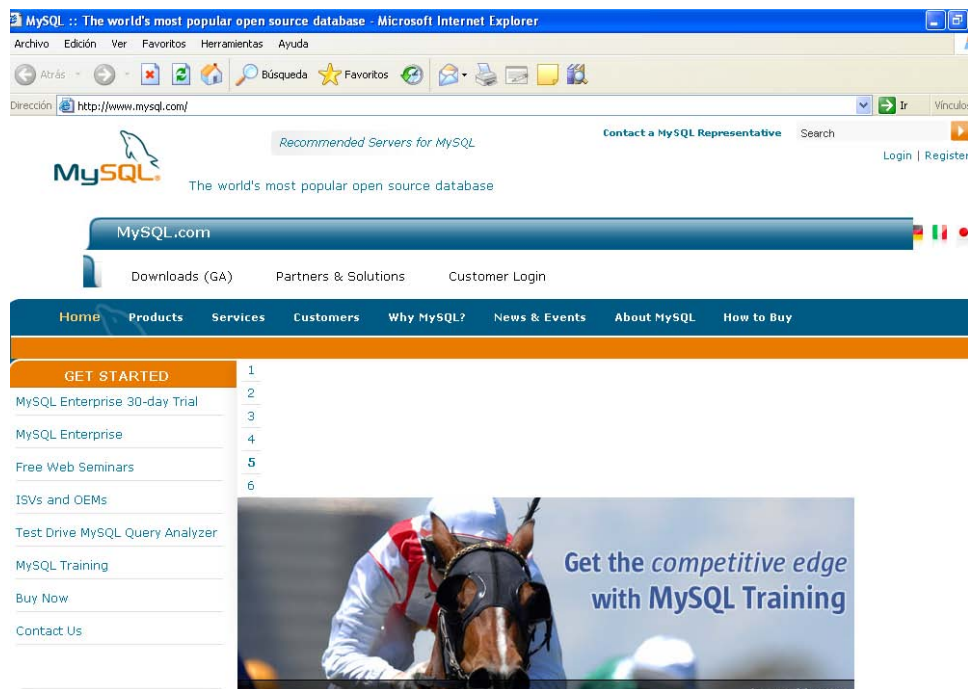 MySQL :: The world's most popular open source database - Microsoft Internet Explorer
Archivo Edición Ver Favoritos Herramientas Ayuda
Atrás Búsqueda Favoritos
Dirección http://www.mysql.com/ Ir Vínculos
Recommended Servers for MySQL Contact a MySQL Representative Search
Login | Register
MySQL®
The world's most popular open source database
MySQL.com
Downloads (GA) Partners & Solutions Customer Login
Home Products Services Customers Why MySQL? News & Events About MySQL How to Buy
GET STARTED
MySQL Enterprise 30-day Trial
MySQL Enterprise
Free Web Seminars
ISVs and OEMs
Test Drive MySQL Query Analyzer
MySQL Training
Buy Now
Contact Us
1
2
3
4
5
6
Get the competitive edge
with MySQL Training